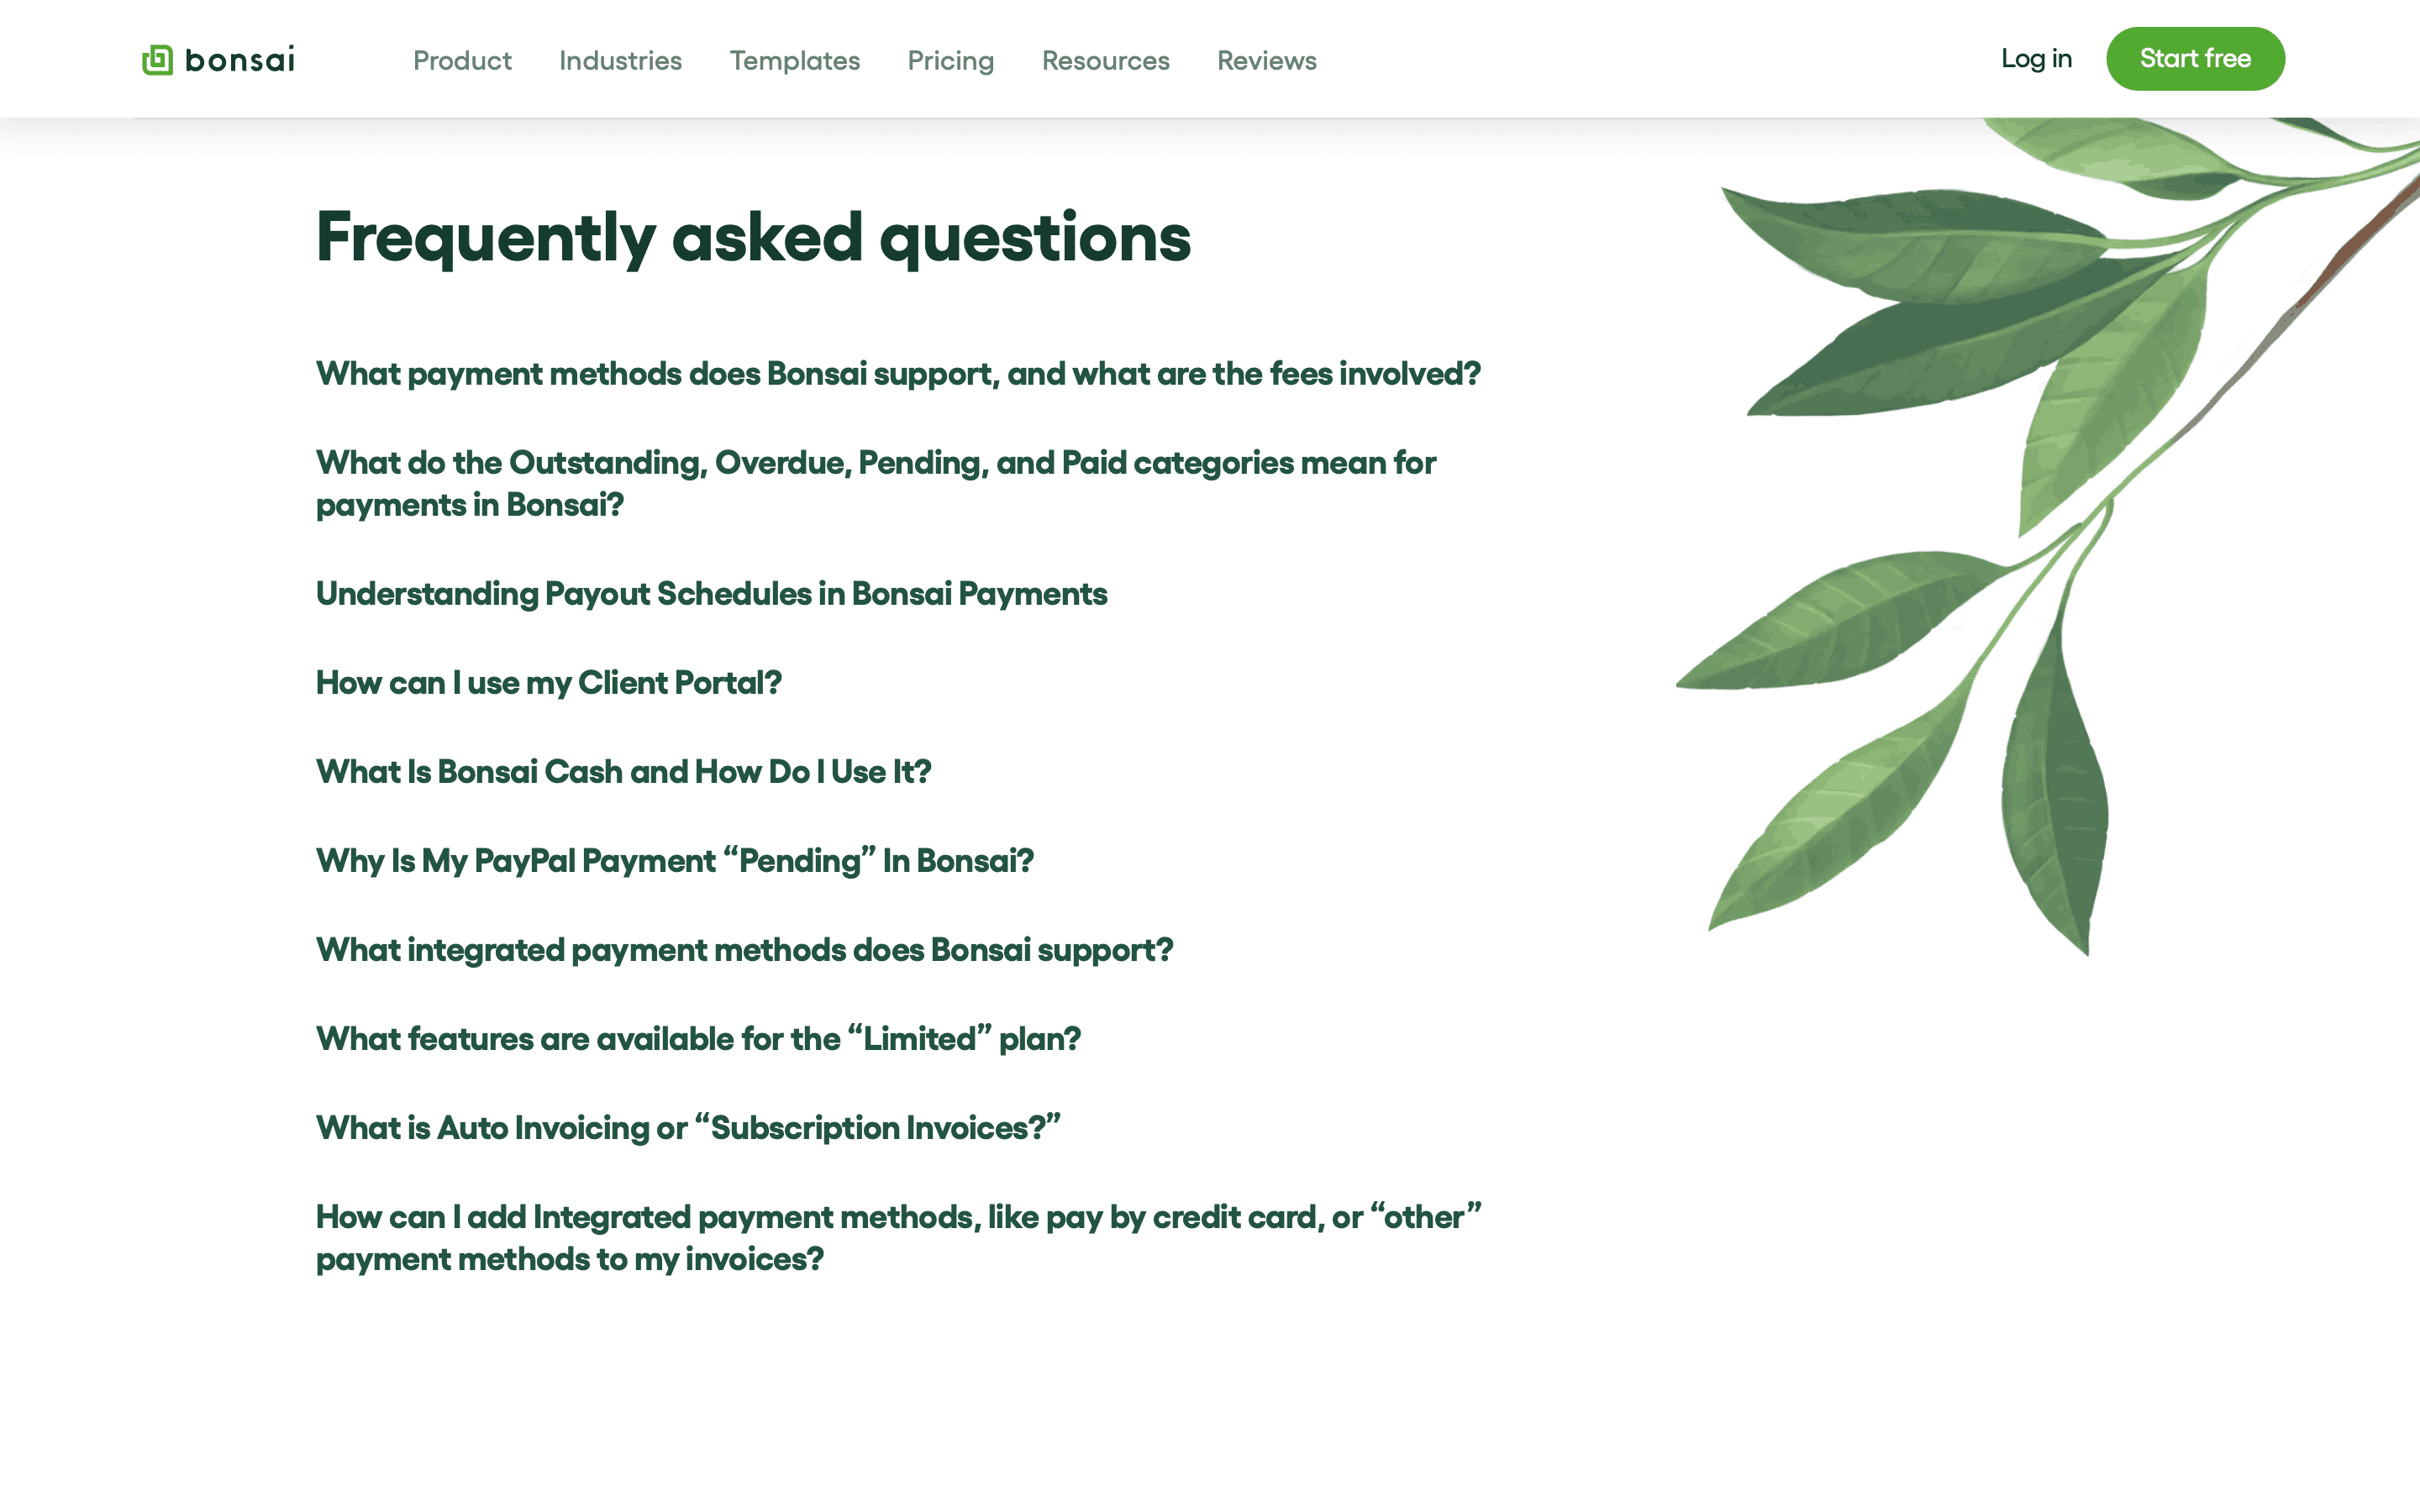 bonsai
Product
Industries
Templates
Pricing
Resources
Reviews
Log in
Start free
Frequently asked questions
What payment methods does Bonsai support, and what are the fees involved?
What do the Outstanding, Overdue, Pending, and Paid categories mean for
payments in Bonsai?
Understanding Payout Schedules in Bonsai Payments
How can I use my Client Portal?
What Is Bonsai Cash and How Do I Use It?
Why Is My PayPal Payment “Pending” In Bonsai?
What integrated payment methods does Bonsai support?
What features are available for the “Limited” plan?
What is Auto Invoicing or “Subscription Invoices?”
How can I add Integrated payment methods, like pay by credit card, or “other”
payment methods to my invoices?